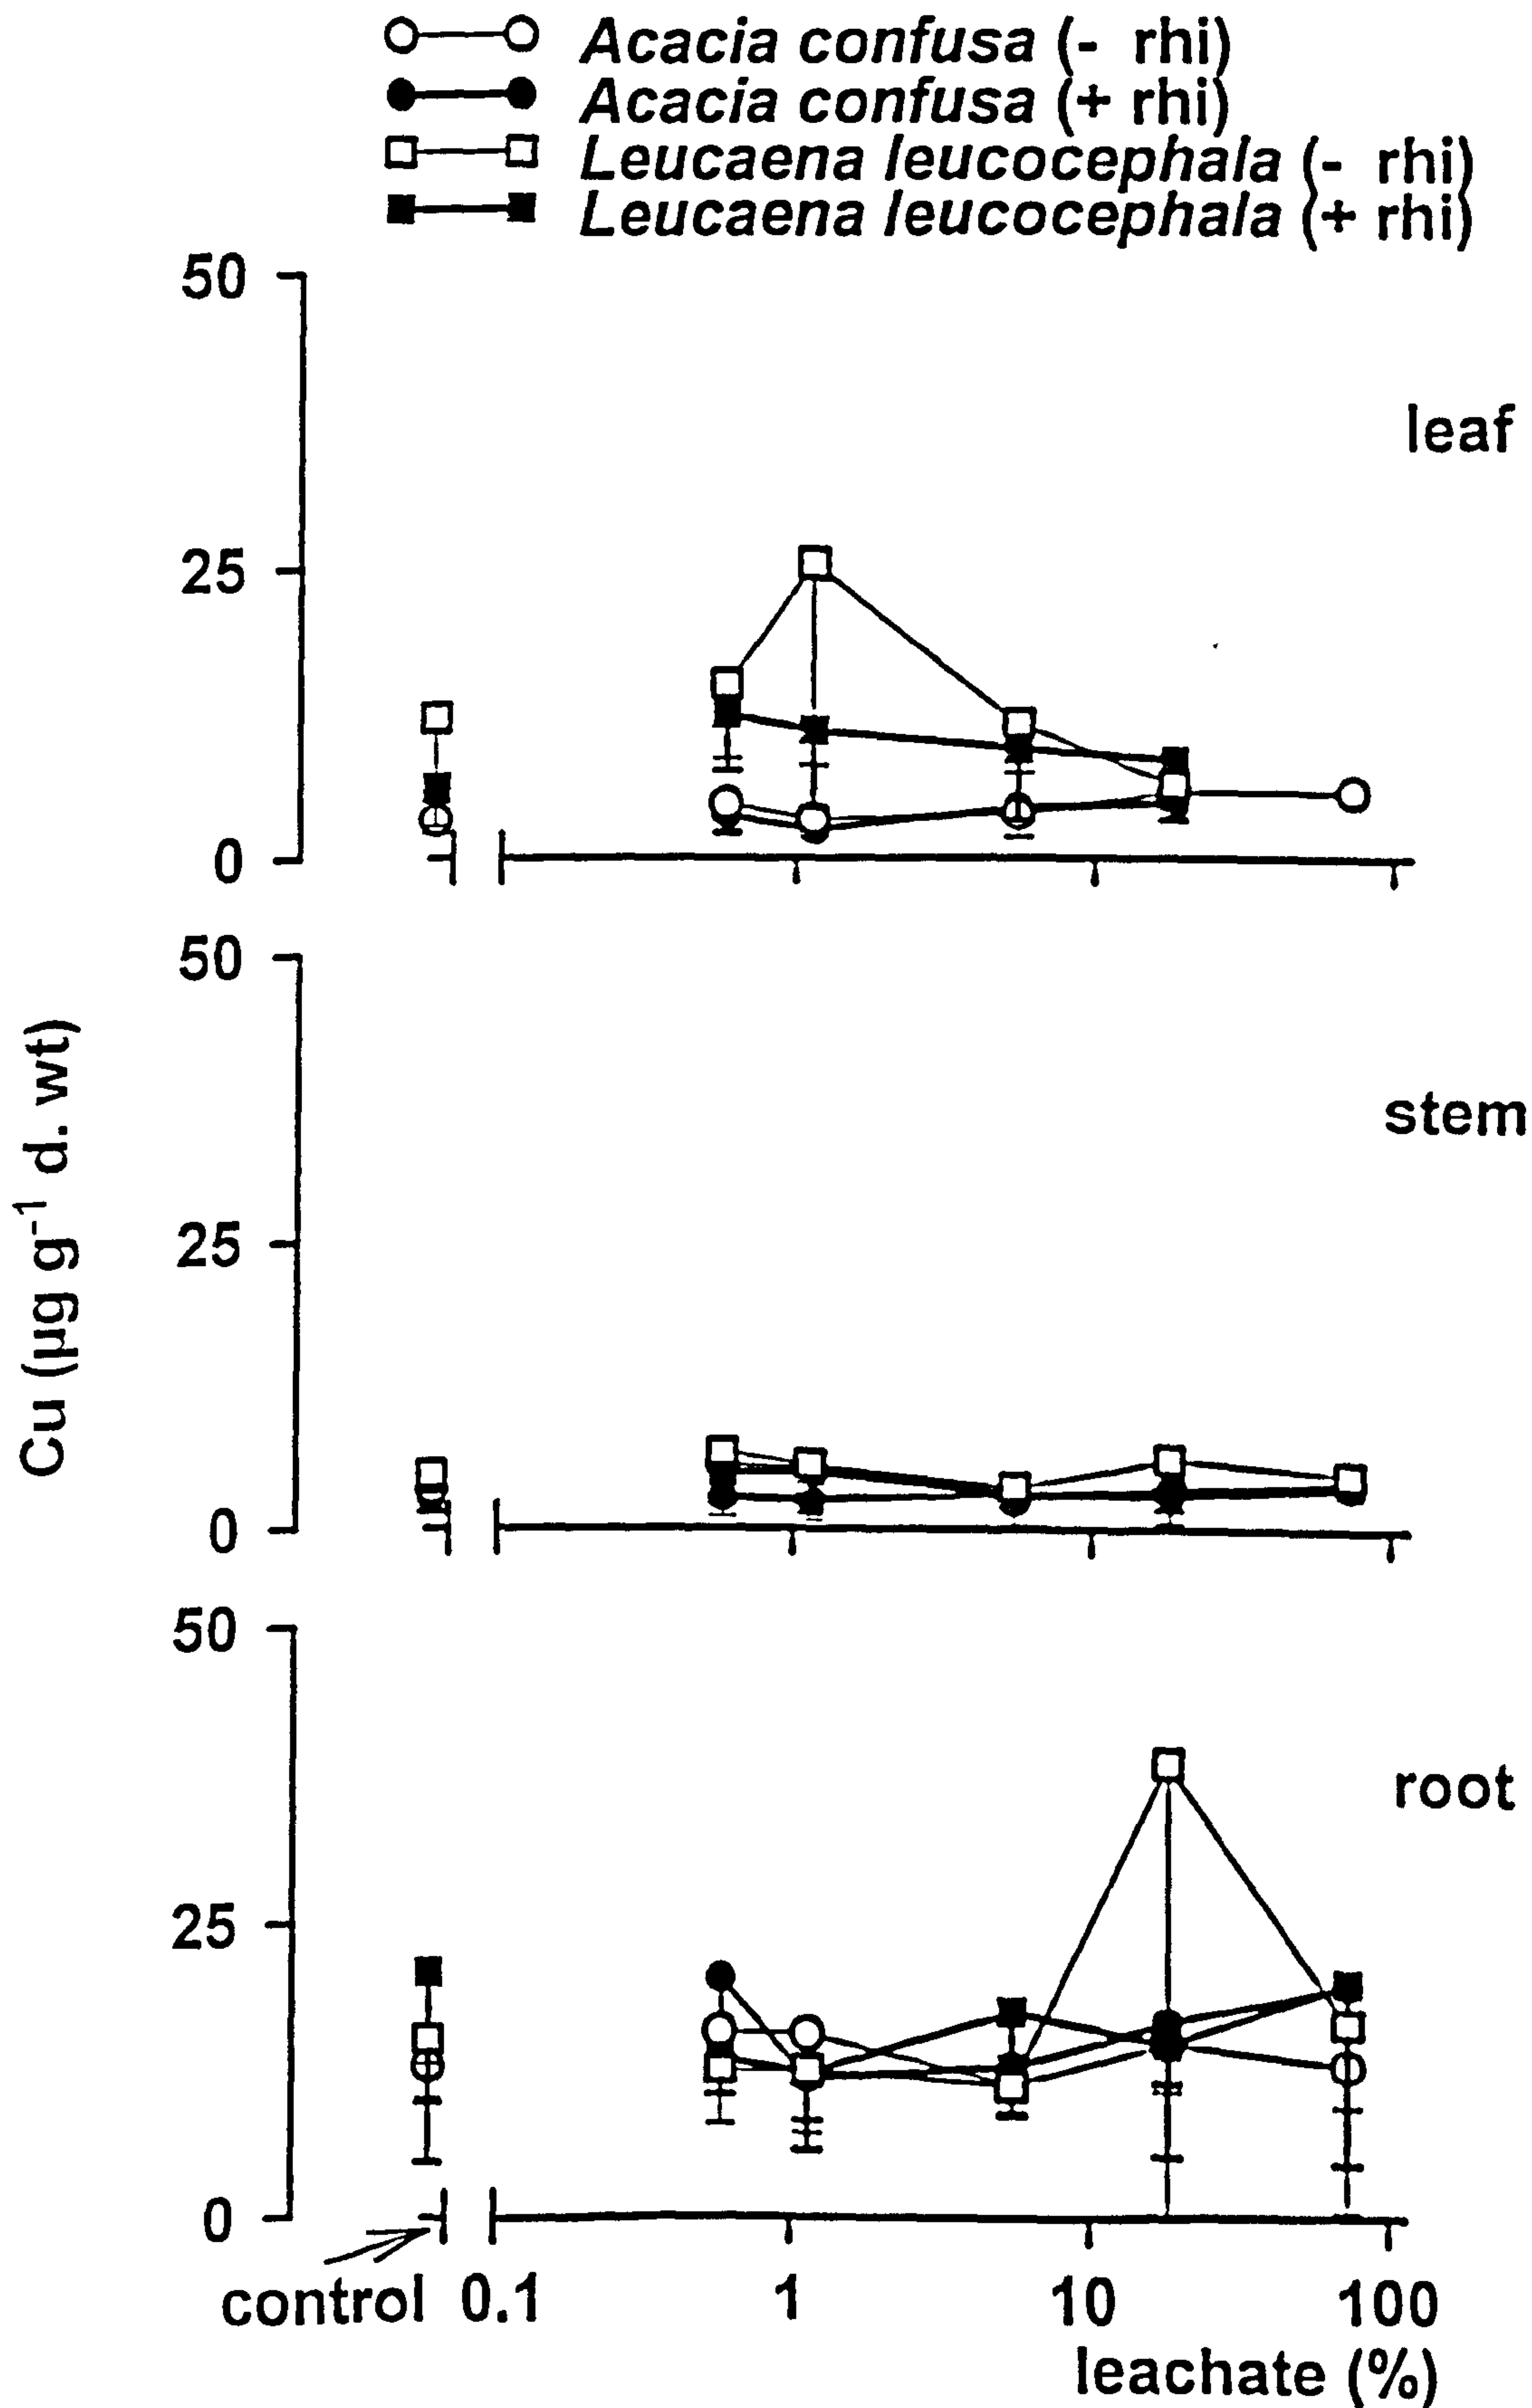 Acacia confusa (- rhi)
Acacia confusa (+ rhi)
Leucaena leucocephala (- rhi)
Leucaena leucocephala (+ rhi)
50
leaf
25
0
50
stem
25
0
Cu (µg g⁻¹ d. wt)
50
root
25
0
control 0.1 1 10 100
leachate (%)